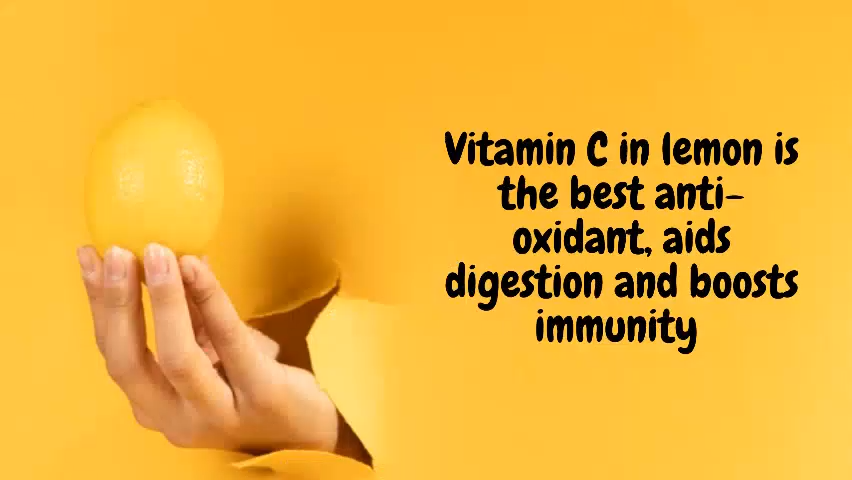 Vitamin C in lemon is
the best anti-
oxidant, aids
digestion and boosts
immunity